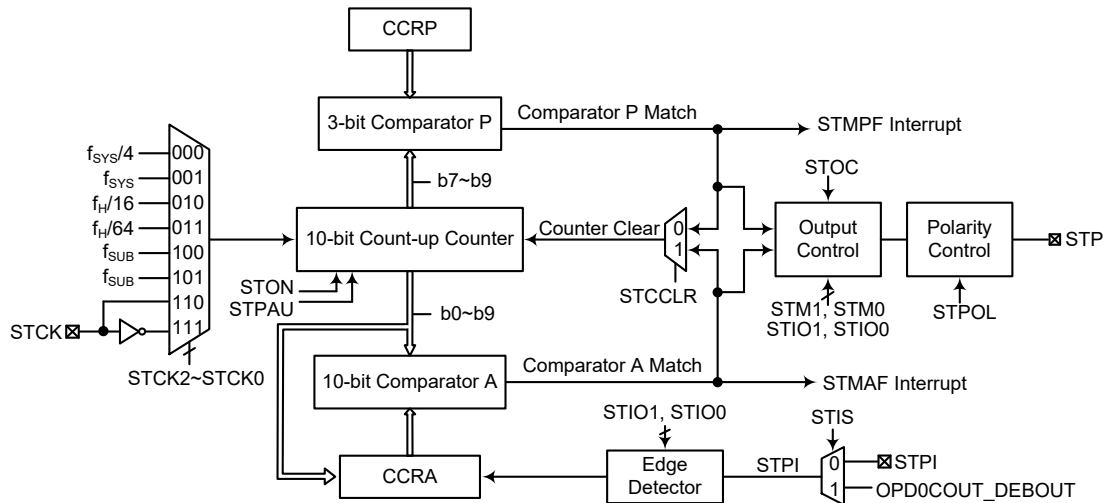 CCRP
3-bit Comparator P
Comparator P Match
STMPF Interrupt
fSYS/4
000
fSYS
001
fH/16
010
fH/64
011
fSUB
100
fSUB
101
110
111
STCK
STCK2~STCK0
b7~b9
10-bit Count-up Counter
Counter Clear
0
1
STCCLR
STOC
Output
Control
Polarity
Control
STP
STON
STPAU
STM1, STM0
STIO1, STIO0
STPOL
b0~b9
10-bit Comparator A
Comparator A Match
STMAF Interrupt
STIO1, STIO0
STIS
CCRA
Edge
Detector
STPI
0
1
STPI
OPD0COUT_DEBOUT